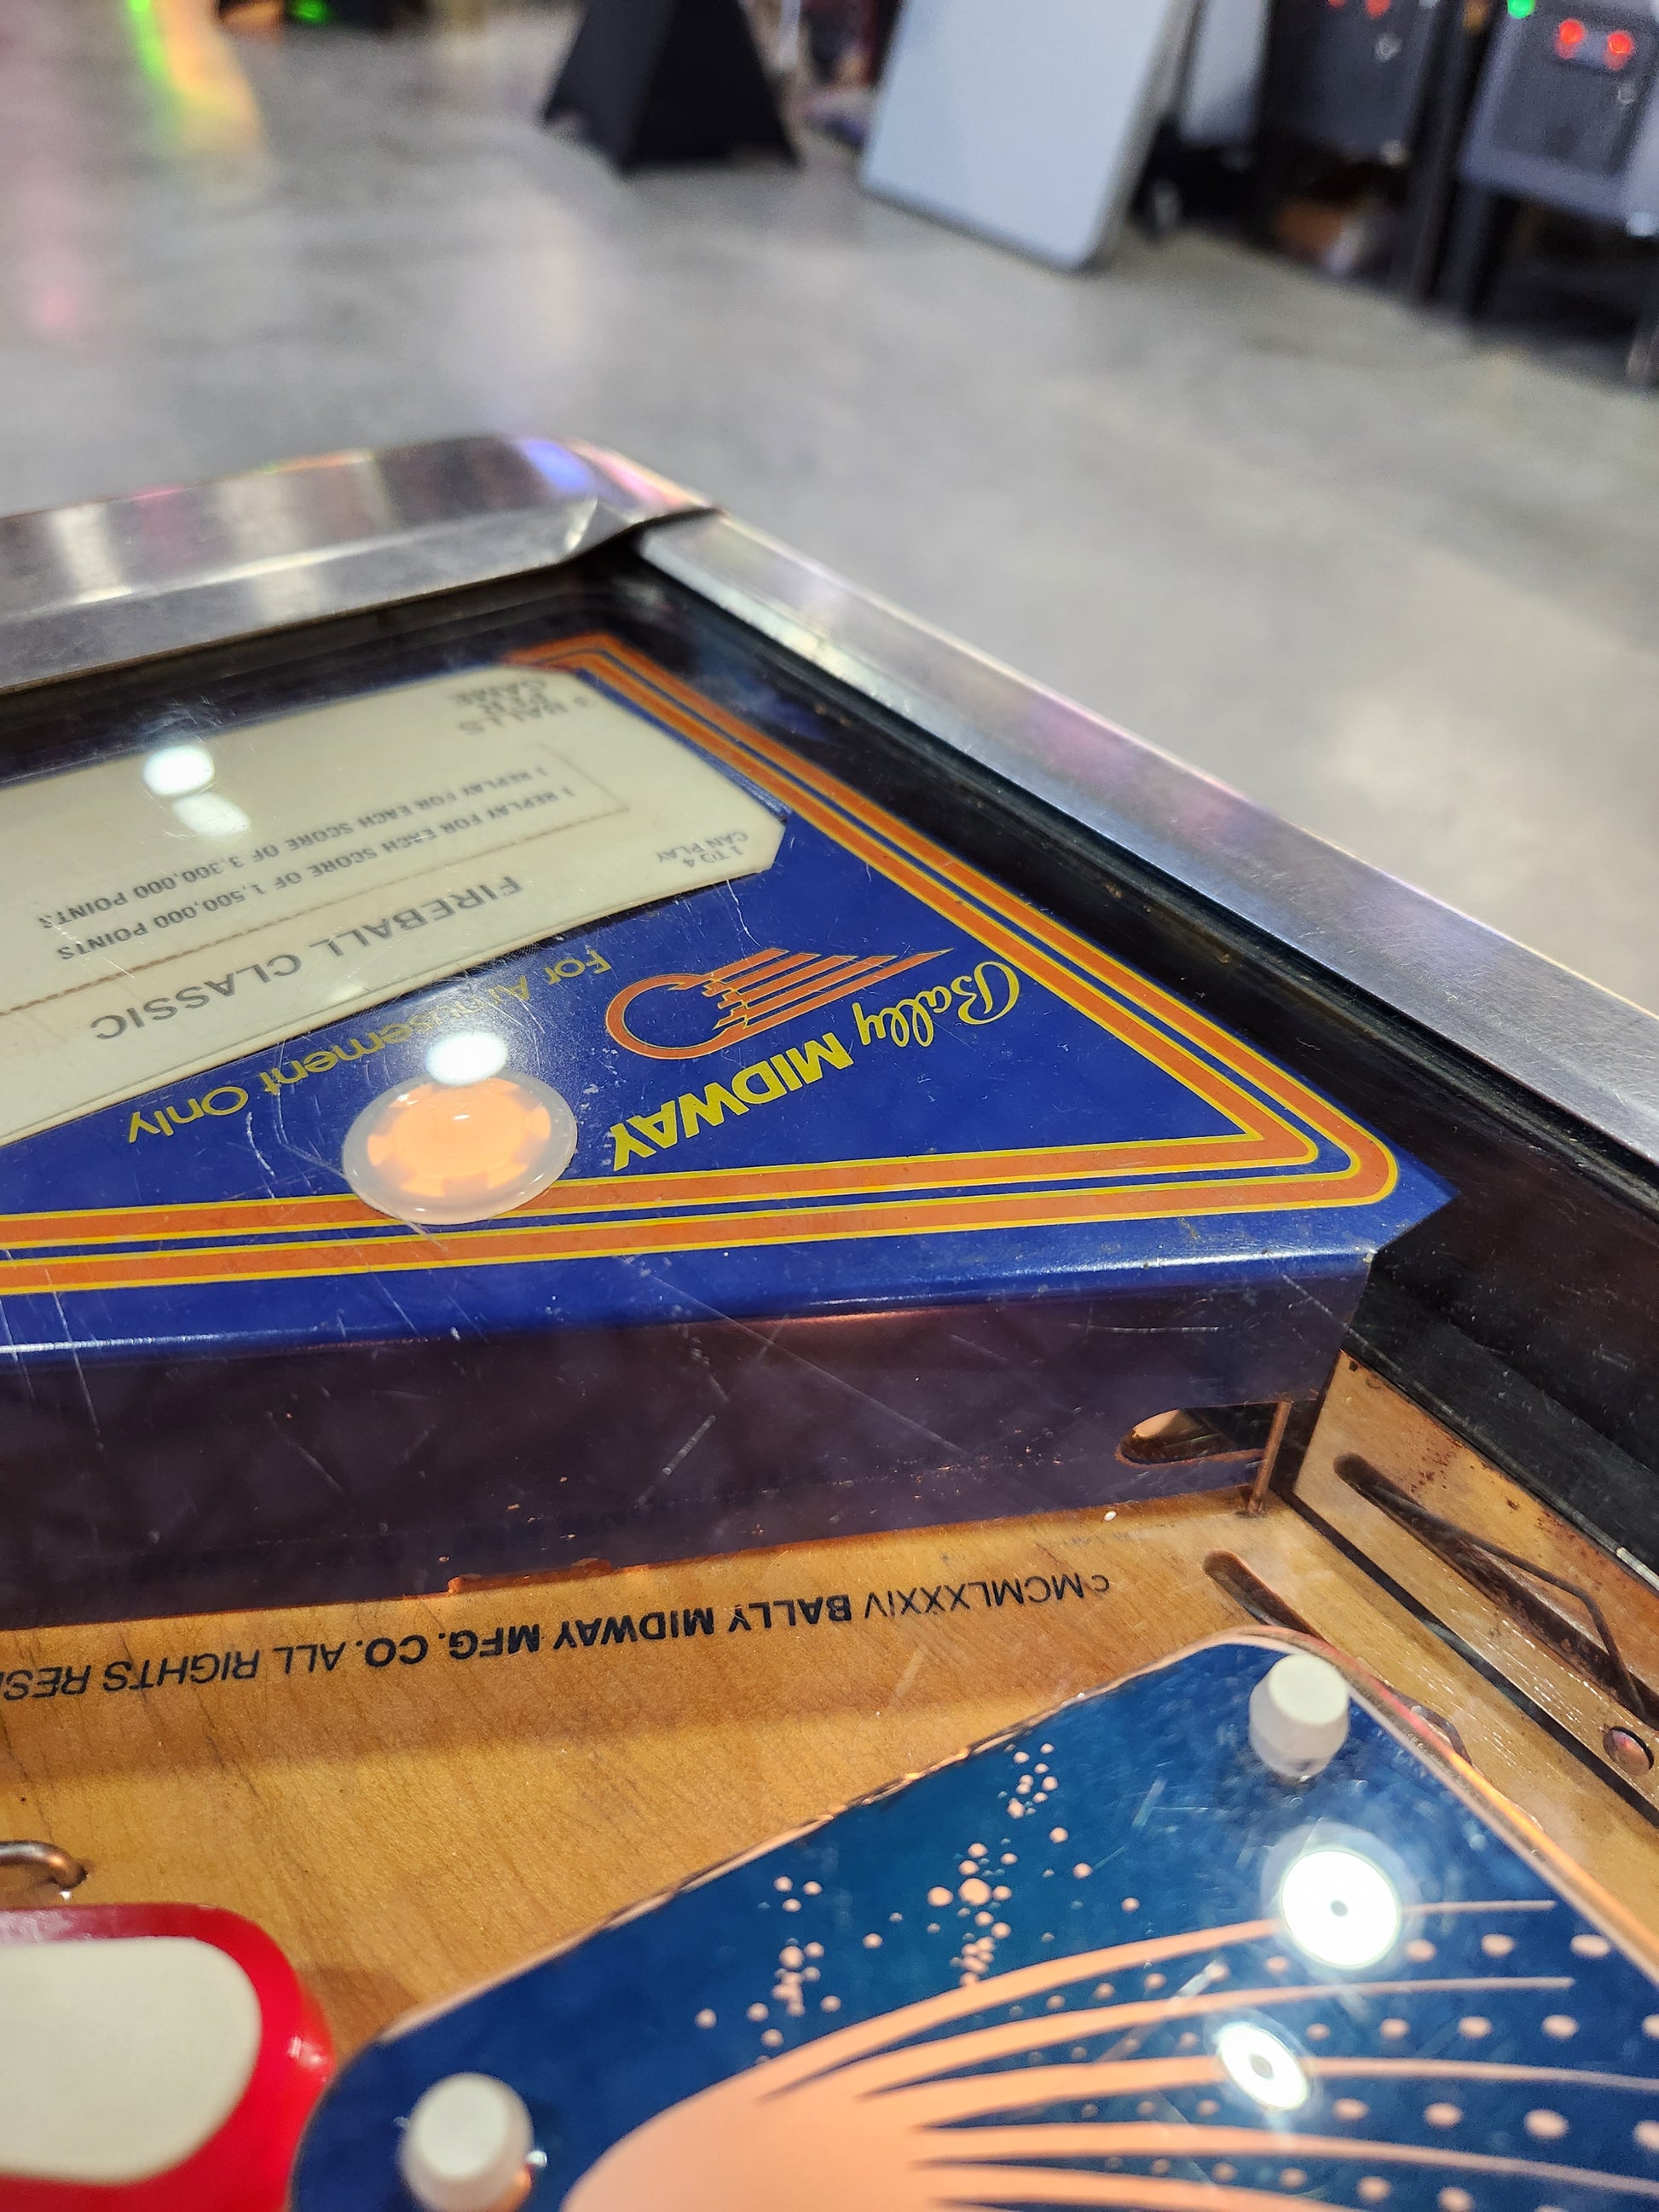 FIREBALL CLASSIC
1 TO 4
CAN PLAY
1 REPLAY FOR EACH SCORE OF 1,500,000 POINTS
1 REPLAY FOR EACH SCORE OF 3,300,000 POINTS
3 BALLS
PER
GAME
For Amusement Only
Bally MIDWAY
©MCMLXXXIV BALLY MIDWAY MFG. CO. ALL RIGHTS RESE